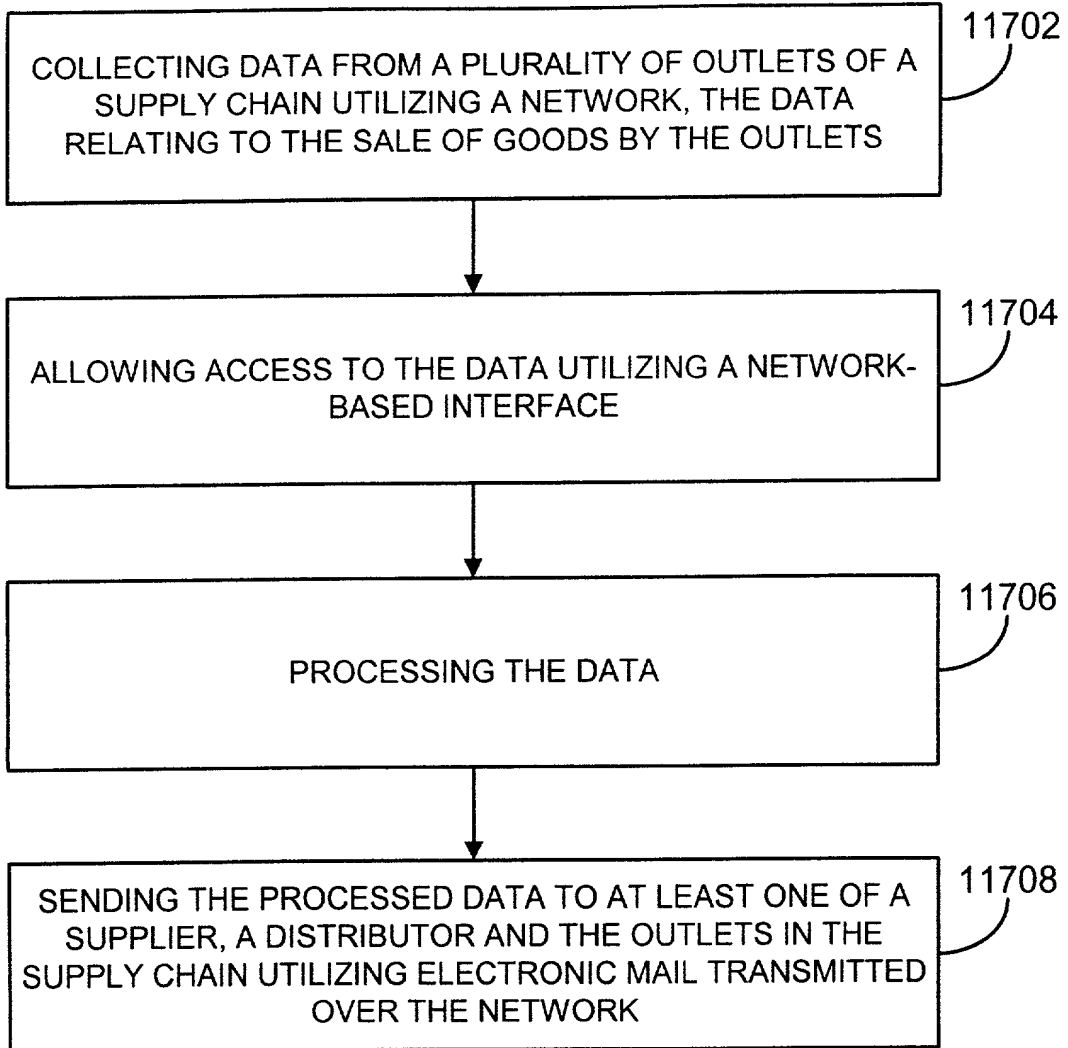 11702
COLLECTING DATA FROM A PLURALITY OF OUTLETS OF A
SUPPLY CHAIN UTILIZING A NETWORK, THE DATA
RELATING TO THE SALE OF GOODS BY THE OUTLETS
11704
ALLOWING ACCESS TO THE DATA UTILIZING A NETWORK-
BASED INTERFACE
11706
PROCESSING THE DATA
11708
SENDING THE PROCESSED DATA TO AT LEAST ONE OF A
SUPPLIER, A DISTRIBUTOR AND THE OUTLETS IN THE
SUPPLY CHAIN UTILIZING ELECTRONIC MAIL TRANSMITTED
OVER THE NETWORK